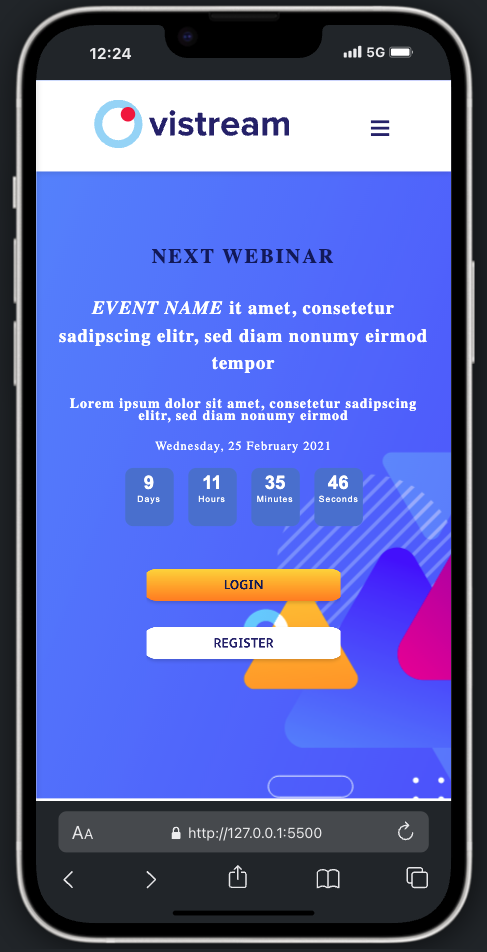 12:24
5G
vistream
NEXT WEBINAR
EVENT NAME it amet, consetetur
sadipscing elitr, sed diam nonumy eirmod
tempor
Lorem ipsum dolor sit amet, consetetur sadipscing
elitr, sed diam nonumy eirmod
Wednesday, 25 February 2021
9 11 35 46
Days Hours Minutes Seconds
LOGIN
REGISTER
AA http://127.0.0.1:5500